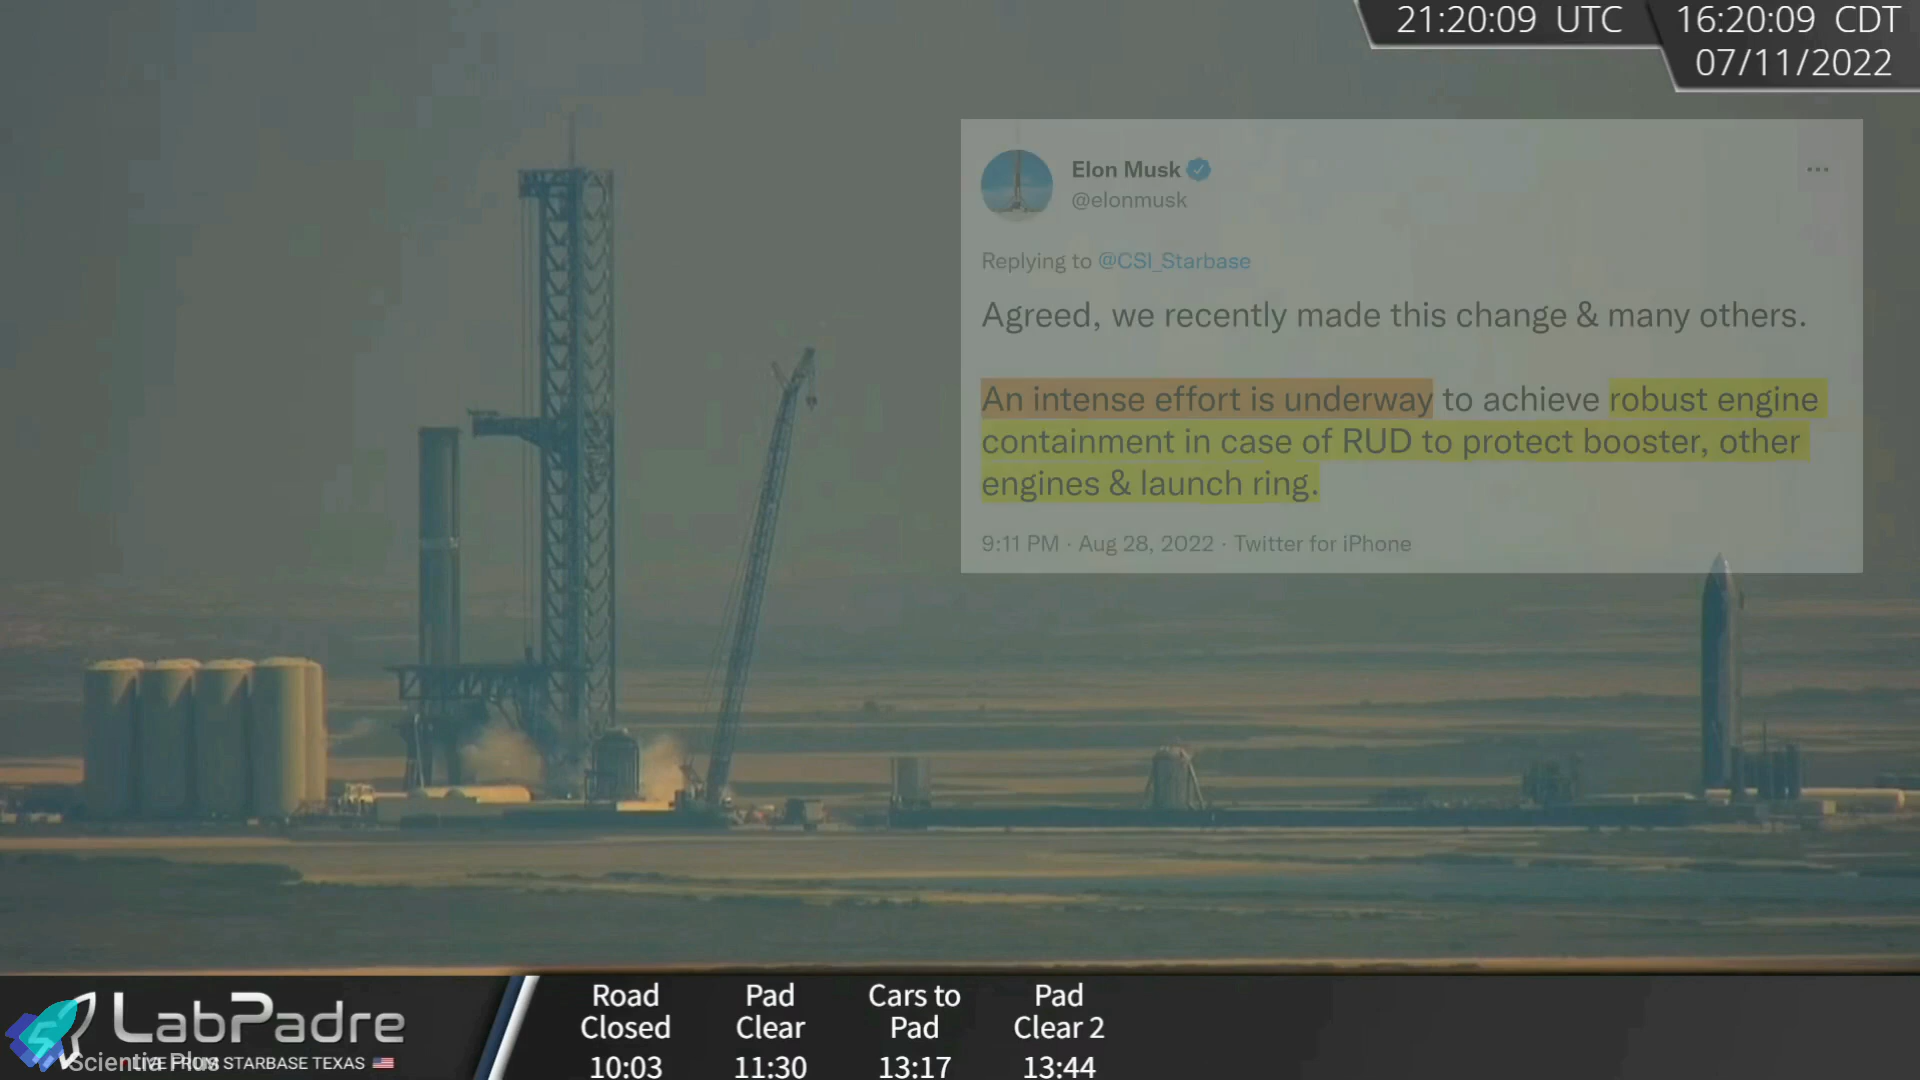 21:20:09 UTC
16:20:09 CDT
07/11/2022
Elon Musk
@elonmusk
Replying to @CSI_Starbase
Agreed, we recently made this change & many others.
An intense effort is underway to achieve robust engine
containment in case of RUD to protect booster, other
engines & launch ring.
9:11 PM · Aug 28, 2022 · Twitter for iPhone
LabPadre
LIVE FROM STARBASE TEXAS
Scientia Plus
Road Closed 10:03
Pad Clear 11:30
Cars to Pad 13:17
Pad Clear 2 13:44